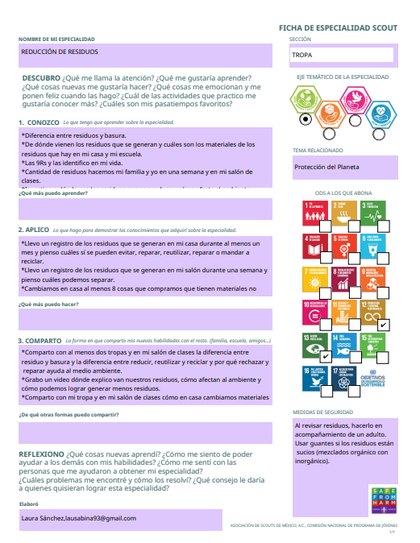 FICHA DE ESPECIALIDAD SCOUT
NOMBRE DE MI ESPECIALIDAD
REDUCCIÓN DE RESIDUOS
SECCIÓN
TROPA
DESCUBRO ¿Qué me llama la atención? ¿Qué me gustaría aprender?
¿Qué cosas nuevas me gustaría hacer? ¿Qué cosas me emocionan y me
ponen feliz cuando las hago? ¿Cuál de las actividades que practico me
gustaría conocer más? ¿Cuáles son mis pasatiempos favoritos?
EJE TEMÁTICO DE LA ESPECIALIDAD
1. CONOZCO Lo que tengo que aprender sobre la especialidad.
*Diferencia entre residuos y basura.
*De dónde vienen los residuos que se generan y cuáles son los materiales de los
residuos que hay en mi casa y mi escuela.
*Las 9Rs y las identifico en mi vida.
*Cantidad de residuos hacemos mi familia y yo en una semana y en mi salón de
clases.
¿Qué más puedo aprender?
TEMA RELACIONADO
Protección del Planeta
ODS A LOS QUE ABONA
2. APLICO Lo que hago para demostrar los conocimientos que adquirí sobre la especialidad.
*Llevo un registro de los residuos que se generan en mi casa durante al menos un
mes y pienso cuáles sí se pueden evitar, reparar, reutilizar, reparar o mandar a
reciclar.
*Llevo un registro de los residuos que se generan en mi salón durante una semana y
pienso cuáles podemos separar.
*Cambiamos en casa al menos 8 cosas que compramos que tienen materiales no
¿Qué más puedo hacer?
3. COMPARTO La forma en que comparto mis nuevas habilidades con el resto. (familia, escuela, amigos...)
*Comparto con al menos dos tropas y en mi salón de clases la diferencia entre
residuo y basura y la diferencia entre reducir, reutilizar y reciclar y por qué rechazar y
reparar ayuda al medio ambiente.
*Grabo un video dónde explico van nuestros residuos, cómo afectan al ambiente y
cómo podemos lograr generar menos residuos.
*Comparto con mi tropa y en mi salón de clases cómo en casa cambiamos materiales
¿De qué otras formas puedo compartir?
MEDIDAS DE SEGURIDAD
Al revisar residuos, hacerlo en
acompañamiento de un adulto.
Usar guantes si los residuos están
sucios (mezclados orgánico con
inorgánico).
REFLEXIONO ¿Qué cosas nuevas aprendí? ¿Cómo me siento de poder
ayudar a los demás con mis habilidades? ¿Cómo me sentí con las
personas que me ayudaron a obtener mi especialidad?
¿Cuáles problemas me encontré y cómo los resolví? ¿Qué consejo le daría
a quienes quisieran lograr esta especialidad?
SAFE
FROM
HARM
Elaboró
Laura Sánchez,lausabina93@gmail.com
ASOCIACIÓN DE SCOUTS DE MÉXICO, A.C., COMISIÓN NACIONAL DE PROGRAMA DE JÓVENES